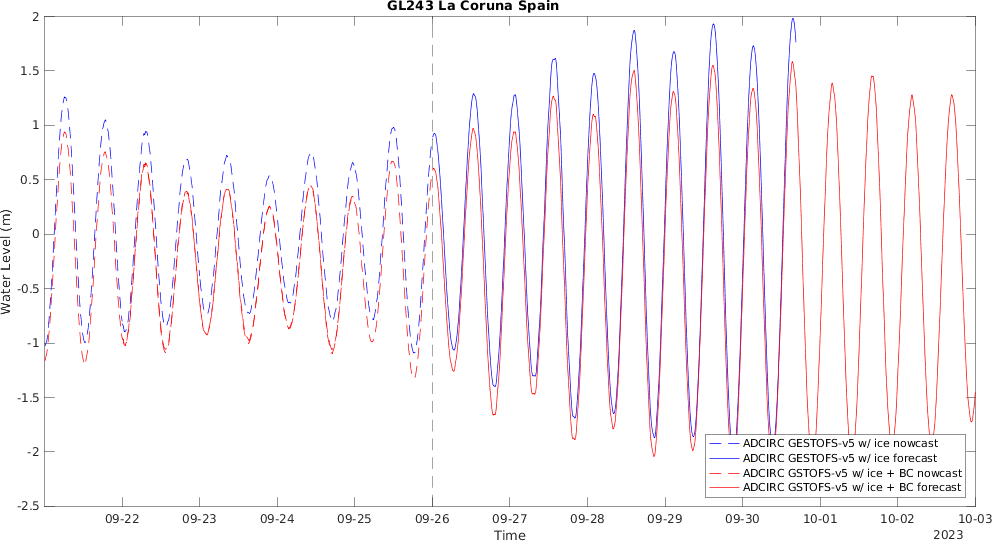 GL243 La Coruna Spain
2
1.5
1
0.5
0
-0.5
-1
-1.5
-2
-2.5
Water Level (m)
ADCIRC GESTOFS-v5 w/ ice nowcast
ADCIRC GESTOFS-v5 w/ ice forecast
ADCIRC GSTOFS-v5 w/ ice + BC nowcast
ADCIRC GSTOFS-v5 w/ ice + BC forecast
09-22 09-23 09-24 09-25 09-26 09-27 09-28 09-29 09-30 10-01 10-02 10-03
Time
2023